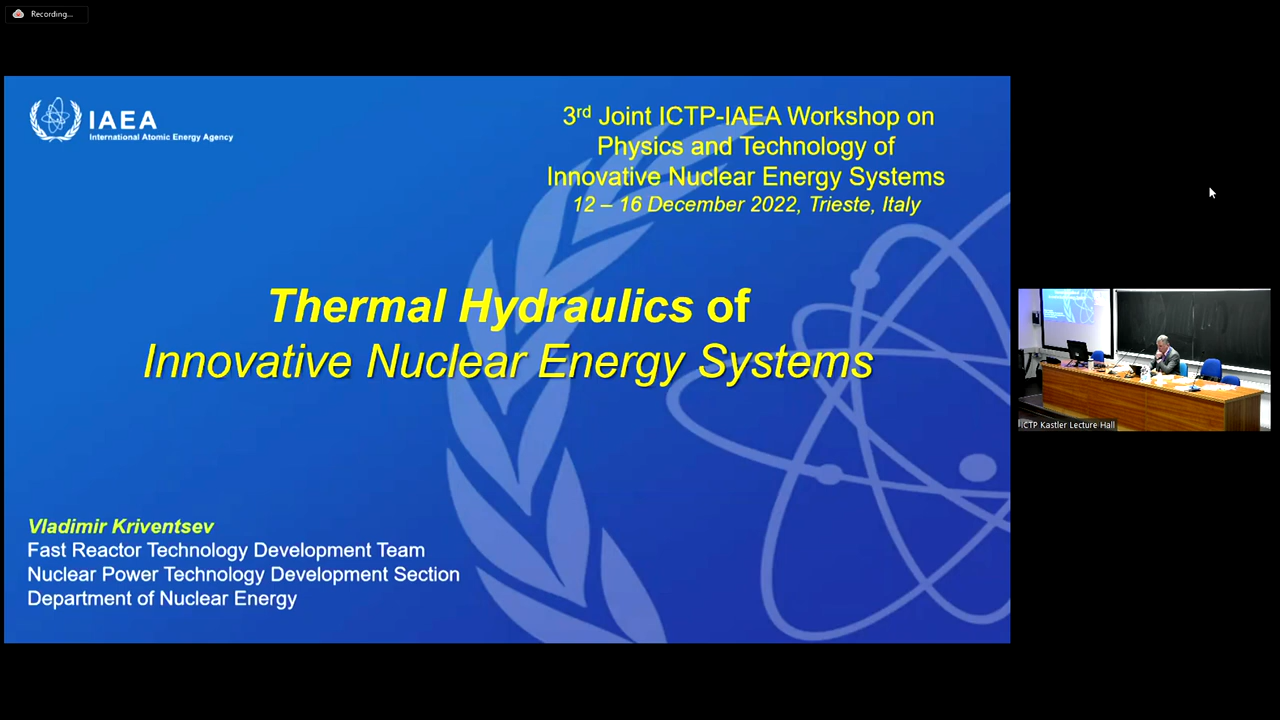 Recording...
IAEA
International Atomic Energy Agency
3rd Joint ICTP-IAEA Workshop on
Physics and Technology of
Innovative Nuclear Energy Systems
12 – 16 December 2022, Trieste, Italy
Thermal Hydraulics of
Innovative Nuclear Energy Systems
Vladimir Kriventsev
Fast Reactor Technology Development Team
Nuclear Power Technology Development Section
Department of Nuclear Energy
ICTP Kastler Lecture Hall